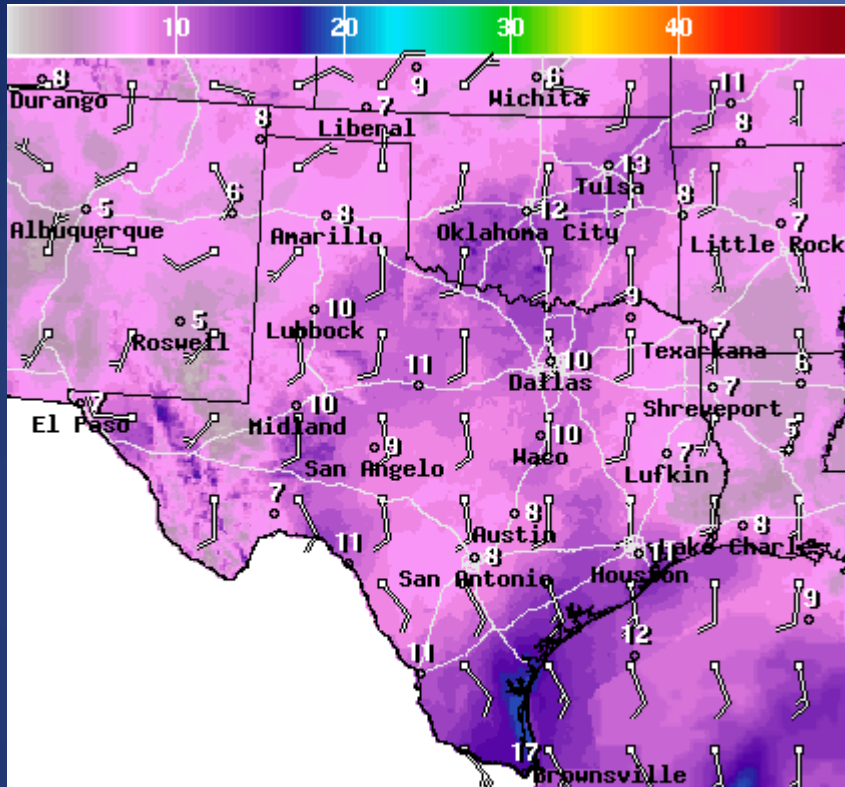 10 20 30 40
8 9 6 11
Durango Wichita
8 7 8
Liberal
13
Tulsa
5 6 8 12 8 7
Albuquerque Amarillo Oklahoma City Little Rock
5 10 9 7
Roswell Lubbock Texarkana
11 10 6
Dallas
7 10 7
El Paso Midland Shreveport
9 10 7 5
San Angelo Waco Lufkin
7 8 8
Austin Lake Charles
11 8 11
San Antonio Houston
9
12
11
17
Brownsville